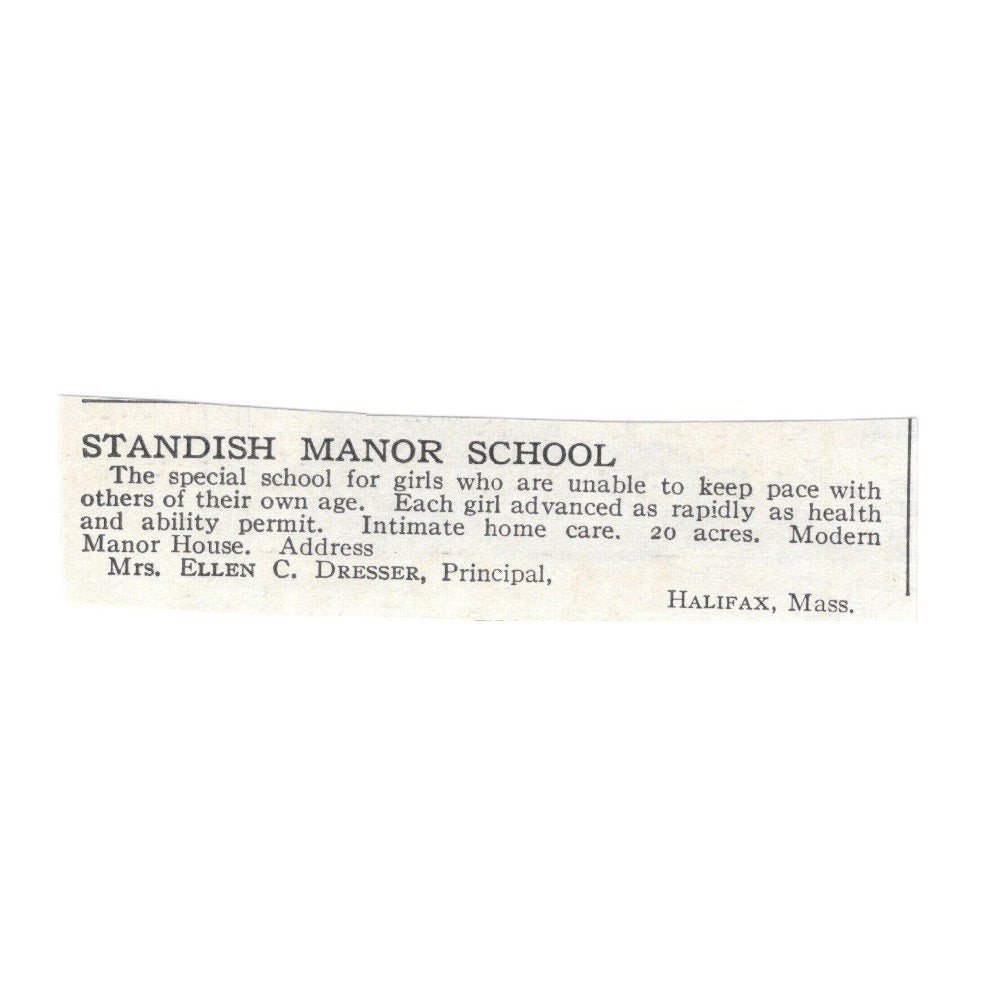 STANDISH MANOR SCHOOL
The special school for girls who are unable to keep pace with
others of their own age. Each girl advanced as rapidly as health
and ability permit. Intimate home care. 20 acres. Modern
Manor House. Address
Mrs. ELLEN C. DRESSER, Principal,
HALIFAX, Mass.